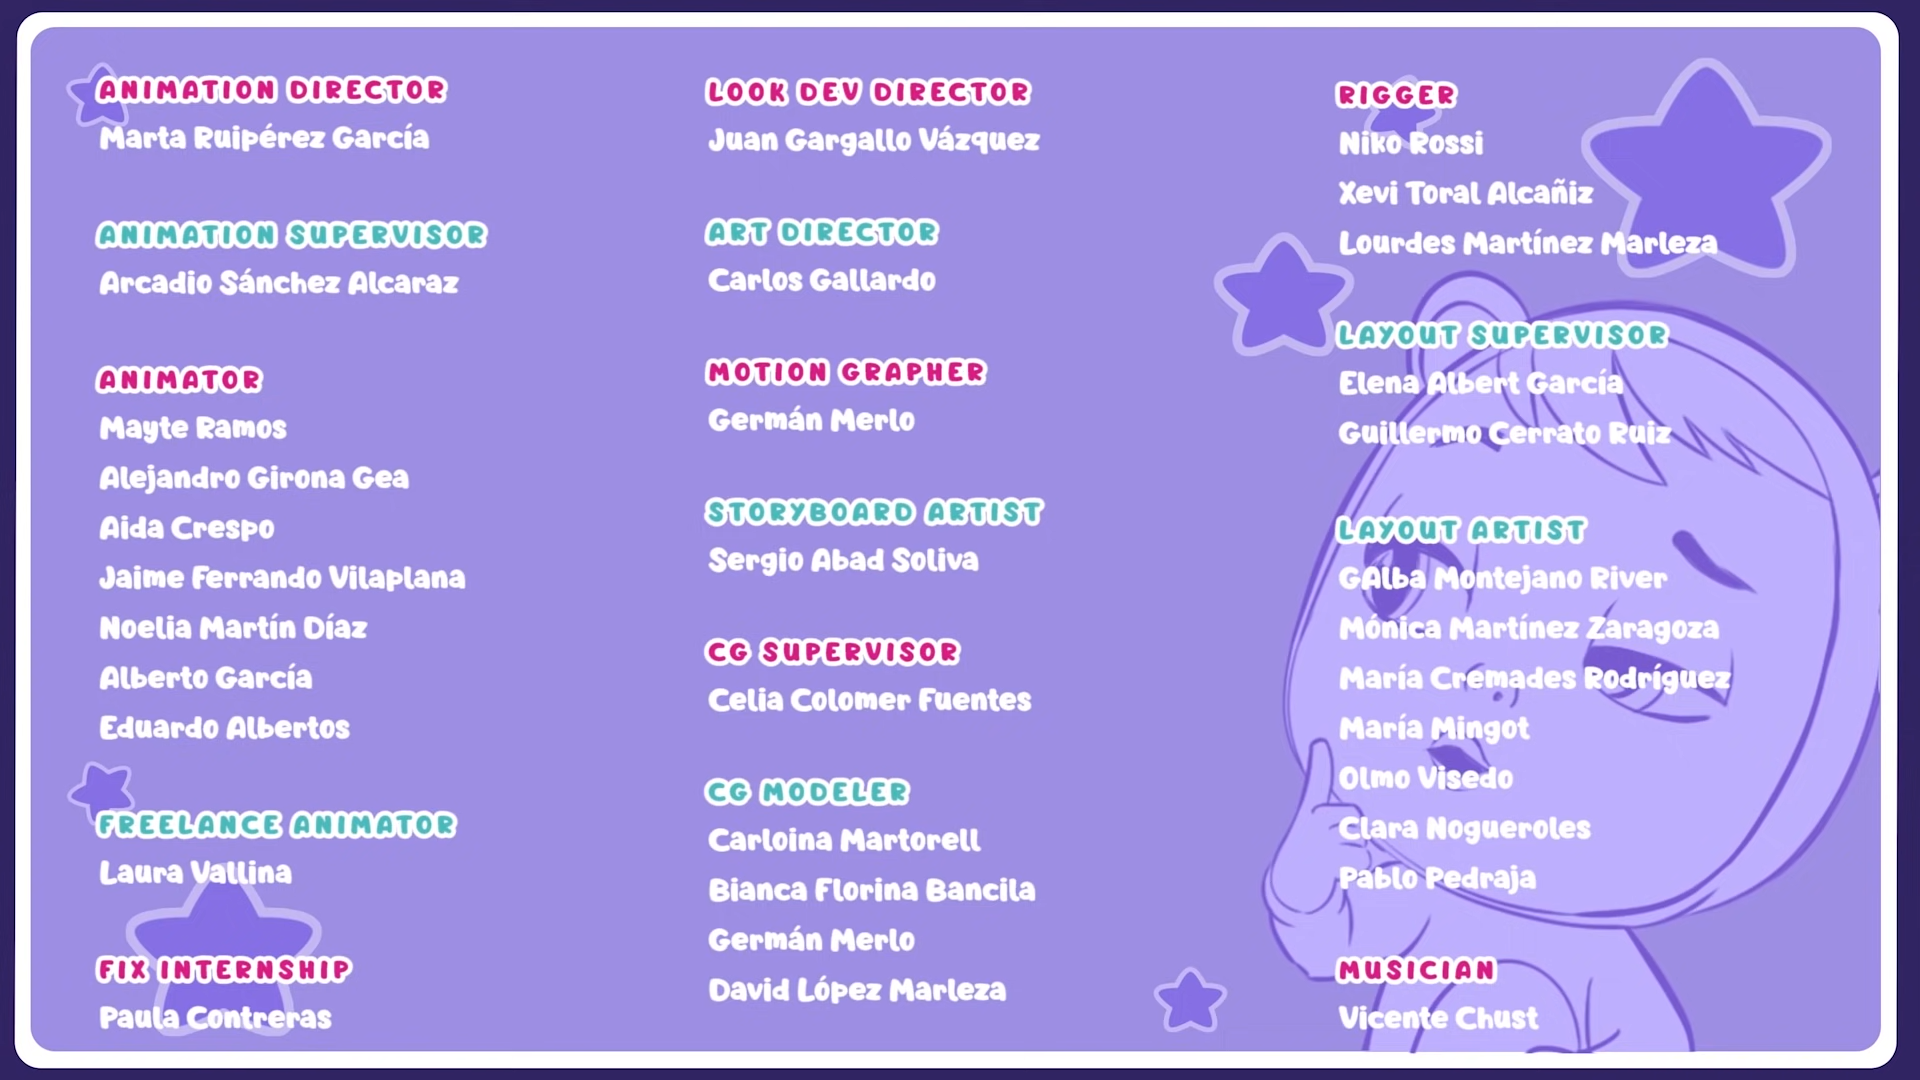 ANIMATION DIRECTOR
Marta Ruipérez García
ANIMATION SUPERVISOR
Arcadio Sánchez Alcaraz
ANIMATOR
Mayte Ramos
Alejandro Girona Gea
Aida Crespo
Jaime Ferrando Vilaplana
Noelia Martín Díaz
Alberto García
Eduardo Albertos
FREELANCE ANIMATOR
Laura Vallina
FIX INTERNSHIP
Paula Contreras
LOOK DEV DIRECTOR
Juan Gargallo Vázquez
ART DIRECTOR
Carlos Gallardo
MOTION GRAPHER
Germán Merlo
STORYBOARD ARTIST
Sergio Abad Soliva
CG SUPERVISOR
Celia Colomer Fuentes
CG MODELER
Carloina Martorell
Bianca Florina Bancila
Germán Merlo
David López Marleza
RIGGER
Niko Rossi
Xevi Toral Alcañiz
Lourdes Martínez Marleza
LAYOUT SUPERVISOR
Elena Albert García
Guillermo Cerrato Ruiz
LAYOUT ARTIST
GAlba Montejano River
Mónica Martínez Zaragoza
María Cremades Rodríguez
María Mingot
Olmo Visedo
Clara Nogueroles
Pablo Pedraja
MUSICIAN
Vicente Chust